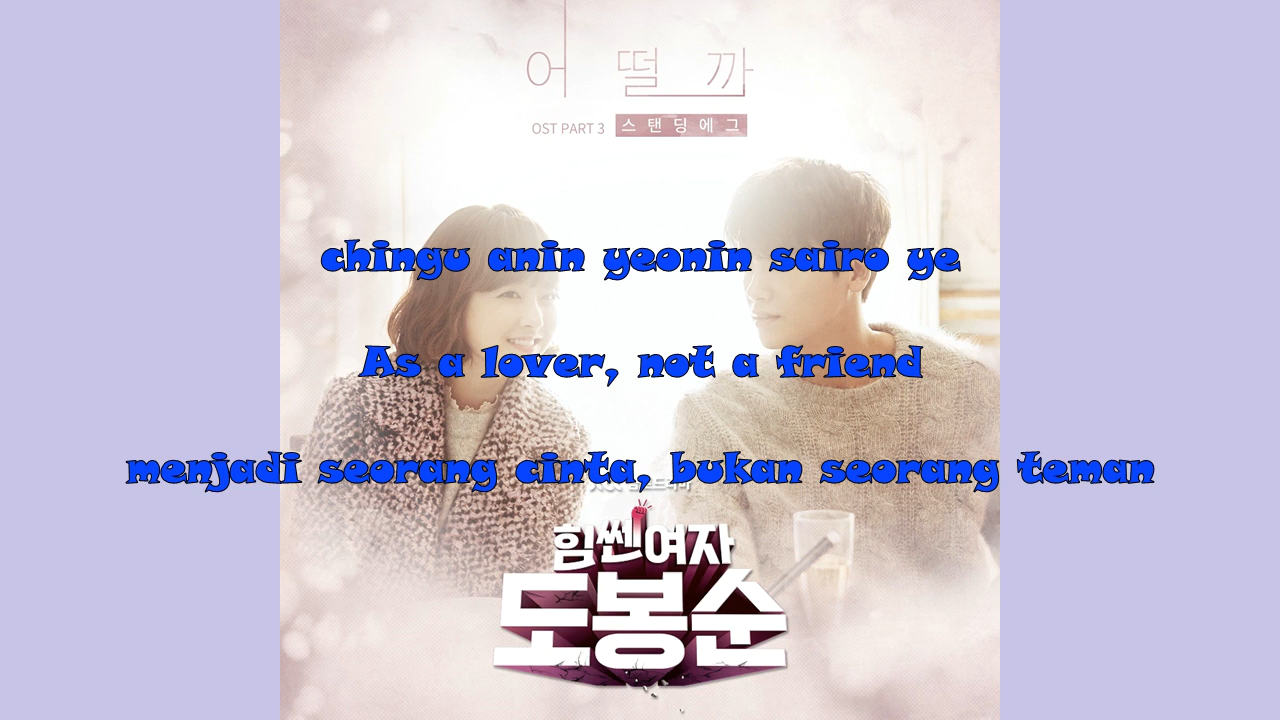 어떨까
OST PART 3 스탠딩에그
chingu anin yeonin sairo ye
As a lover, not a friend
menjadi seorang cinta, bukan seorang teman
힘쎈여자
도봉순